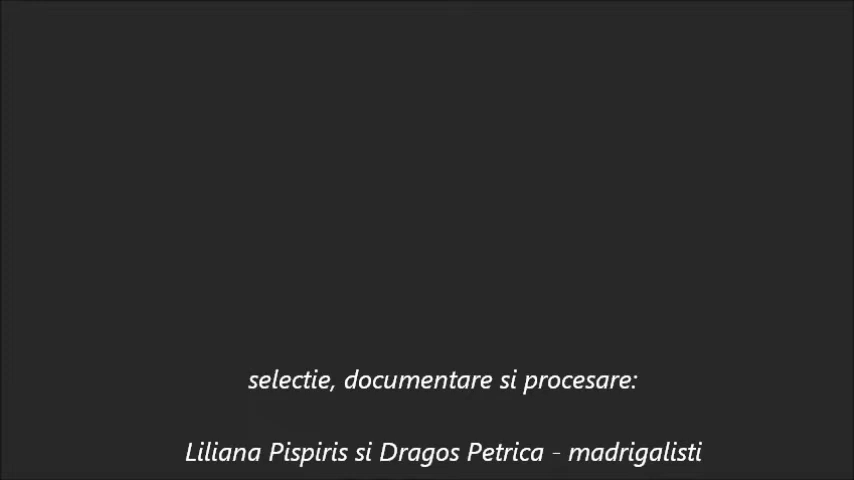 selectie, documentare si procesare:
Liliana Pispiris si Dragos Petrica - madrigalisti